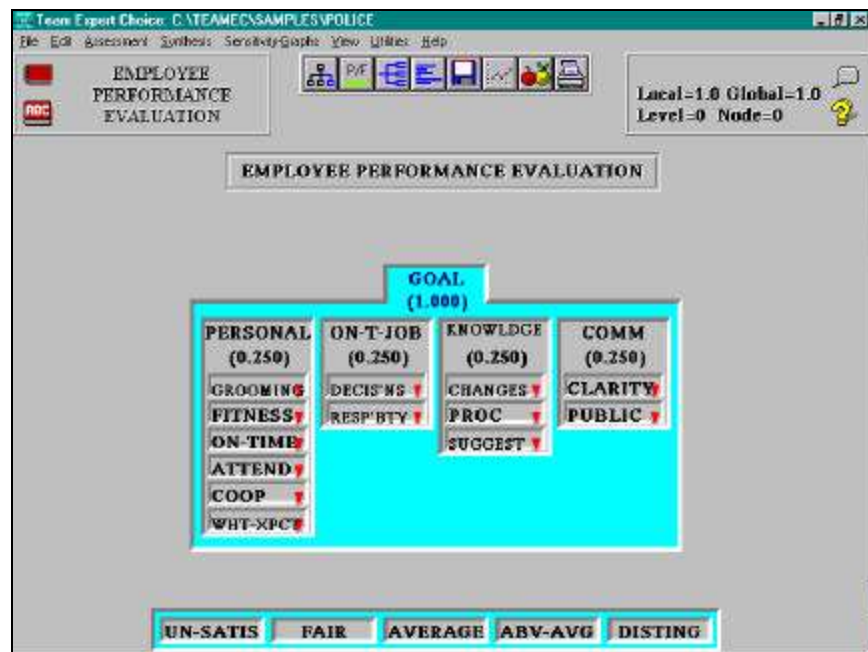 Team Expert Choice C:\TEAMEC\SAMPLES\POLICE
File Edit Assessment Synthesis Sensitivity-Graphs View Utilities Help
EMPLOYEE
PERFORMANCE
EVALUATION
P/F
ABC
Local=1.0 Global=1.0
Level=0 Node=0
EMPLOYEE PERFORMANCE EVALUATION
GOAL
(1.000)
PERSONAL ON-T-JOB KNOWLDGE COMM
(0.250) (0.250) (0.250) (0.250)
GROOMING DECIS'NS CHANGES CLARITY
FITNESS RESP'BTY PROC PUBLIC
ON-TIME SUGGEST
ATTEND
COOP
WHT-XPCT
UN-SATIS FAIR AVERAGE ABV-AVG DISTING